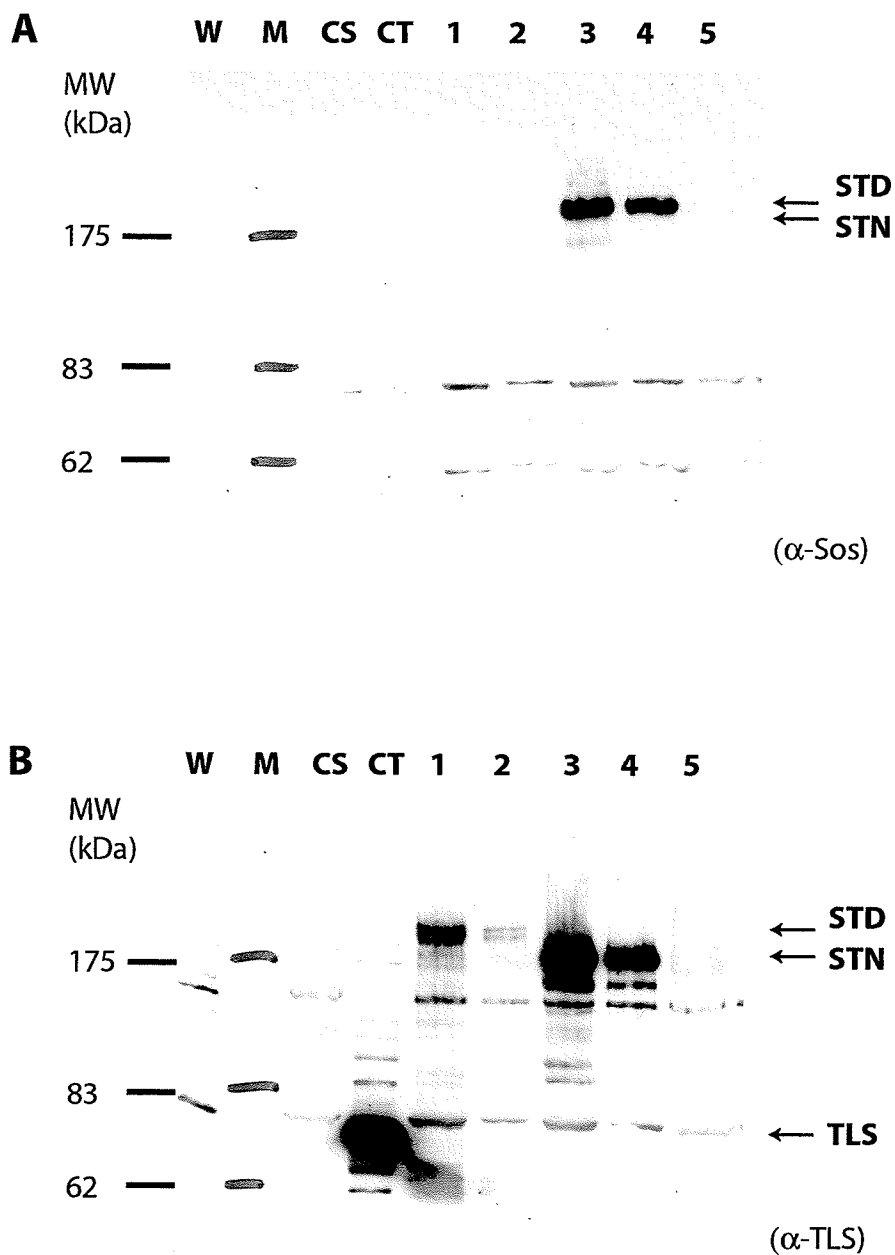 A W M CS CT 1 2 3 4 5
MW
(kDa)
STD
STN
175
83
62
(α-Sos)
B W M CS CT 1 2 3 4 5
MW
(kDa)
STD
STN
175
83
TLS
62
(α-TLS)